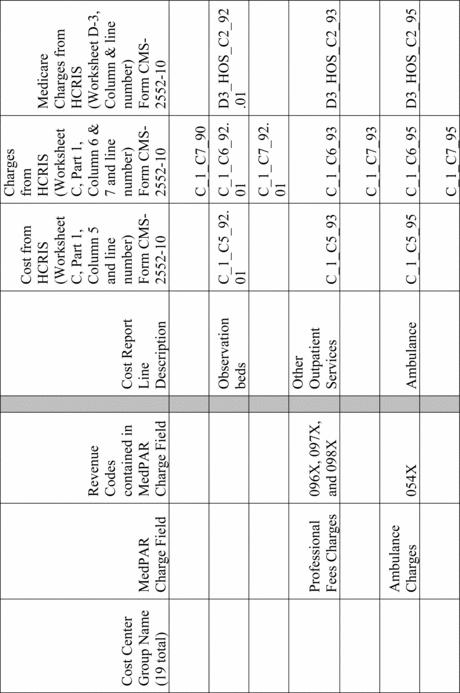 Cost Center
Group Name
(19 total)
MedPAR
Charge Field
Revenue
Codes
contained in
MedPAR
Charge Field
Cost Report
Line
Description
Cost from
HCRIS
(Worksheet
C, Part 1,
Column 5
and line
number)
Form CMS-
2552-10
Charges
from
HCRIS
(Worksheet
C, Part 1,
Column 6 &
7 and line
number)
Form CMS-
2552-10
Medicare
Charges from
HCRIS
(Worksheet D-3,
Column & line
number)
Form CMS-
2552-10
C_1_C7_90
Observation
beds
C_1_C5_92.
01
C_1_C6_92.
01
D3_HOS_C2_92
.01
C_1_C7_92.
01
Professional
Fees Charges
096X, 097X,
and 098X
Other
Outpatient
Services
C_1_C5_93
C_1_C6_93
D3_HOS_C2_93
C_1_C7_93
Ambulance
Charges
054X
Ambulance
C_1_C5_95
C_1_C6_95
D3_HOS_C2_95
C_1_C7_95